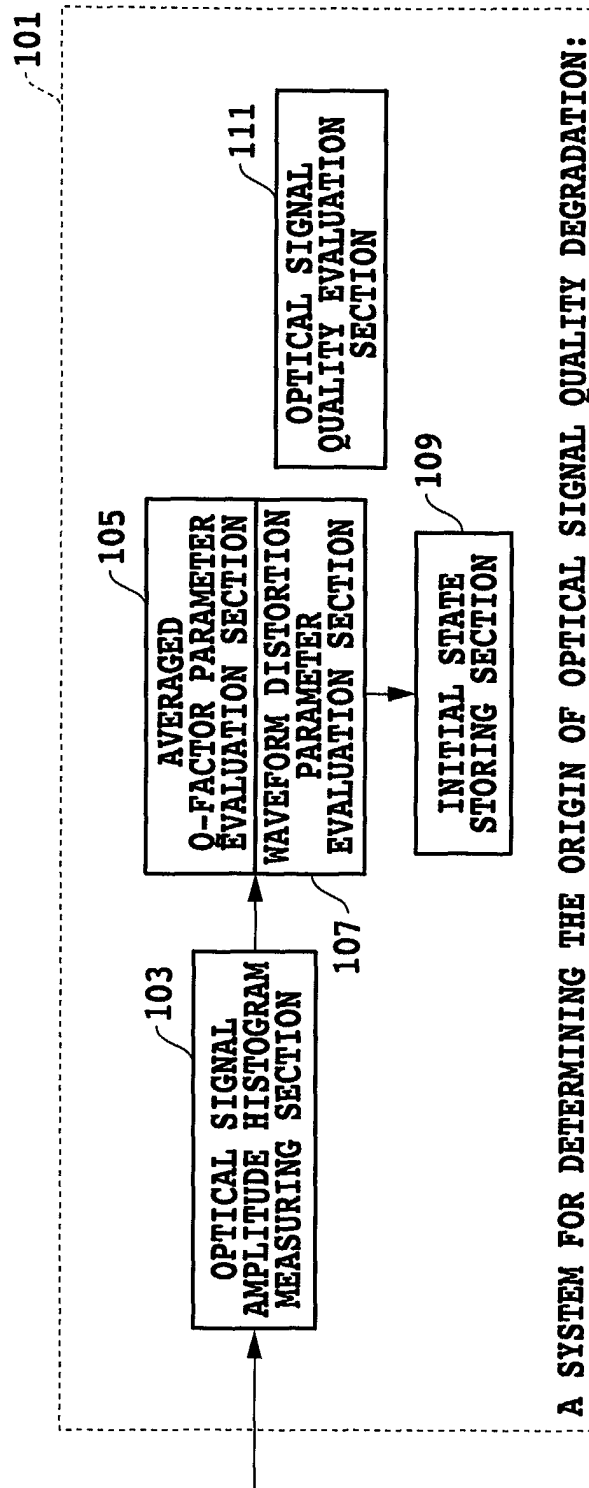 101
103
OPTICAL SIGNAL
AMPLITUDE HISTOGRAM
MEASURING SECTION
105
AVERAGED
Q-FACTOR PARAMETER
EVALUATION SECTION
WAVEFORM DISTORTION
PARAMETER
EVALUATION SECTION
107
109
INITIAL STATE
STORING SECTION
111
OPTICAL SIGNAL
QUALITY EVALUATION
SECTION
A SYSTEM FOR DETERMINING THE ORIGIN OF OPTICAL SIGNAL QUALITY DEGRADATION: